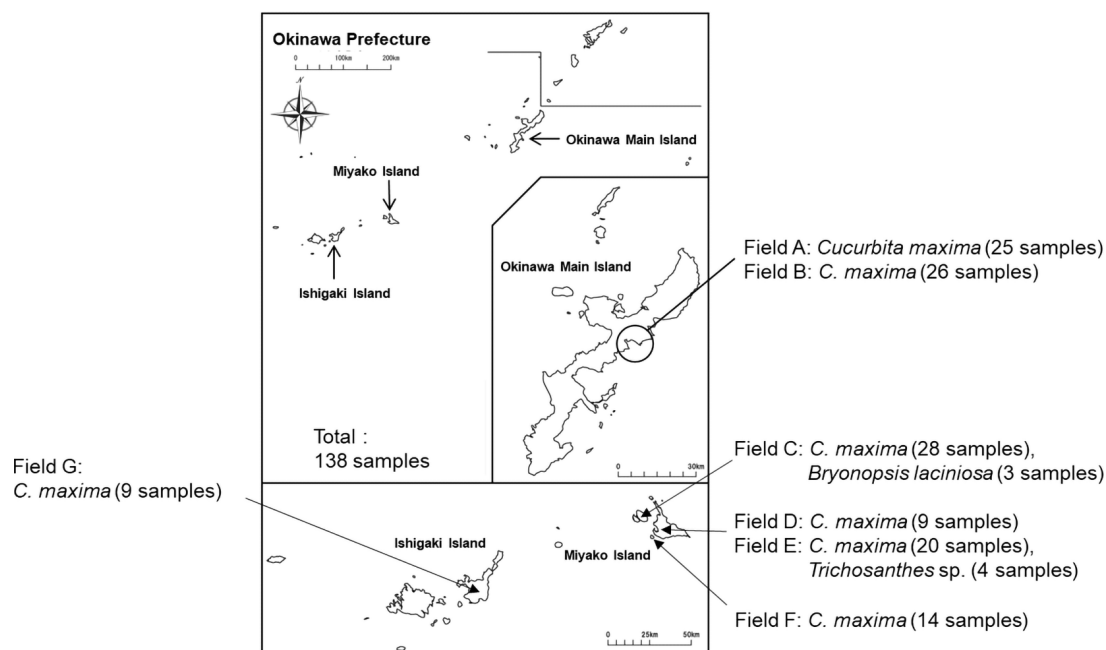 Okinawa Prefecture
0 100km 200km
N
Okinawa Main Island
Miyako Island
Ishigaki Island
Total :
138 samples
Okinawa Main Island
0 30km
Field A: Cucurbita maxima (25 samples)
Field B: C. maxima (26 samples)
Field C: C. maxima (28 samples),
Bryonopsis laciniosa (3 samples)
Field D: C. maxima (9 samples)
Field E: C. maxima (20 samples),
Trichosanthes sp. (4 samples)
Field F: C. maxima (14 samples)
Field G:
C. maxima (9 samples)
Ishigaki Island
Miyako Island
0 25km 50km